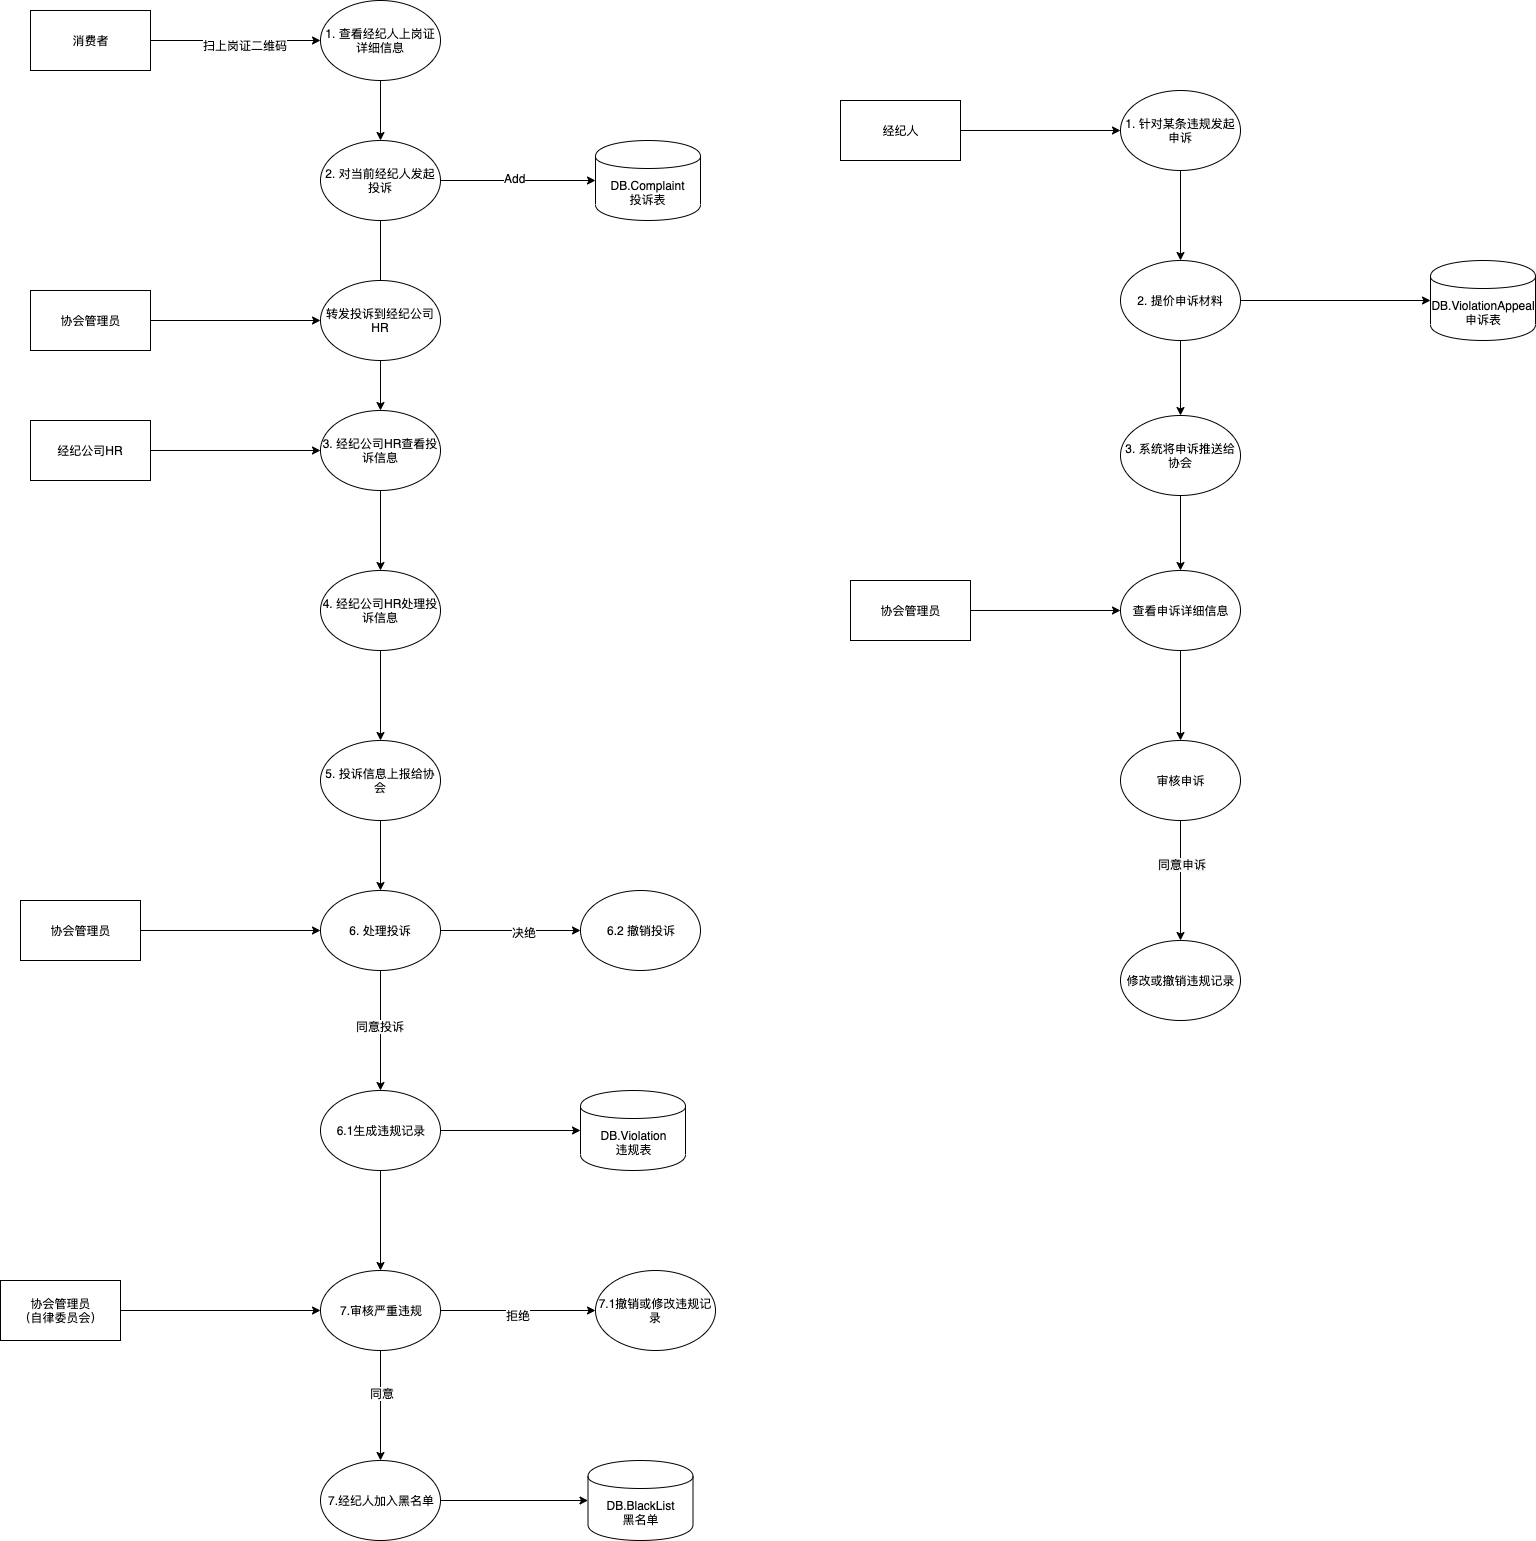 消费者
扫上岗证二维码
1. 查看经纪人上岗证
详细信息
2. 对当前经纪人发起
投诉
Add
DB.Complaint
投诉表
协会管理员
转发投诉到经纪公司
HR
经纪公司HR
3. 经纪公司HR查看投
诉信息
4. 经纪公司HR处理投
诉信息
5. 投诉信息上报给协
会
协会管理员
6. 处理投诉
决绝
6.2 撤销投诉
同意投诉
6.1生成违规记录
DB.Violation
违规表
协会管理员
(自律委员会)
7.审核严重违规
拒绝
7.1撤销或修改违规记
录
同意
7.经纪人加入黑名单
DB.BlackList
黑名单
经纪人
1. 针对某条违规发起
申诉
2. 提价申诉材料
DB.ViolationAppeal
申诉表
3. 系统将申诉推送给
协会
协会管理员
查看申诉详细信息
审核申诉
同意申诉
修改或撤销违规记录